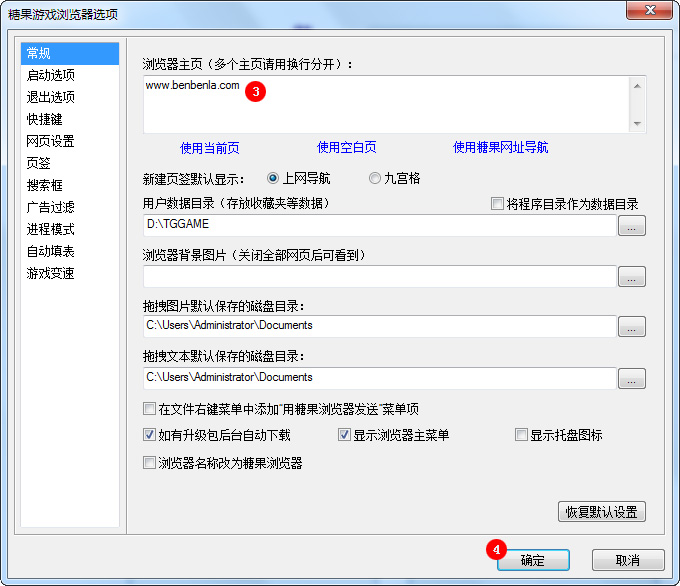 糖果游戏浏览器选项
常规
启动选项
退出选项
快捷键
网页设置
页签
搜索框
广告过滤
进程模式
自动填表
游戏变速
浏览器主页（多个主页请用换行分开）：
www.benbenla.com
3
使用当前页 使用空白页 使用糖果网址导航
新建页签默认显示： 上网导航 九宫格
用户数据目录（存放收藏夹等数据） 将程序目录作为数据目录
D:\TGGAME ...
浏览器背景图片（关闭全部网页后可看到）
...
拖拽图片默认保存的磁盘目录：
C:\Users\Administrator\Documents ...
拖拽文本默认保存的磁盘目录：
C:\Users\Administrator\Documents ...
在文件右键菜单中添加"用糖果浏览器发送"菜单项
如有升级包后台自动下载 显示浏览器主菜单 显示托盘图标
浏览器名称改为糖果浏览器
恢复默认设置
4
确定 取消